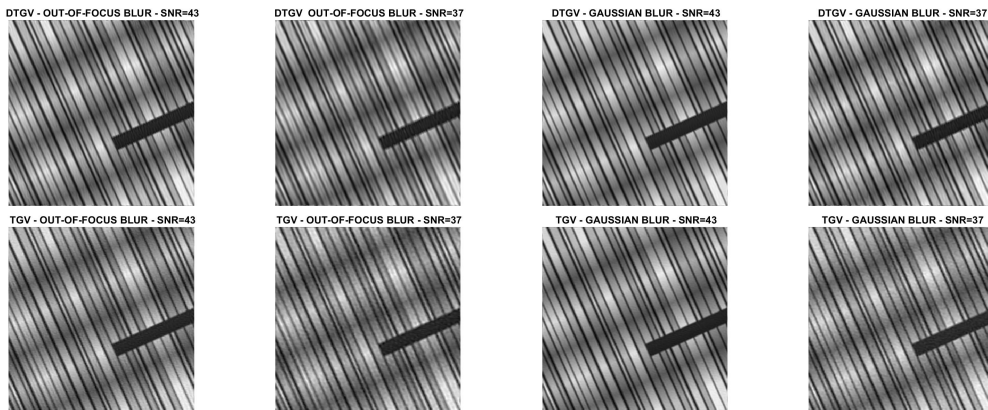 DTGV - OUT-OF-FOCUS BLUR - SNR=43
DTGV  OUT-OF-FOCUS BLUR - SNR=37
DTGV - GAUSSIAN BLUR - SNR=43
DTGV - GAUSSIAN BLUR - SNR=37
TGV - OUT-OF-FOCUS BLUR - SNR=43
TGV - OUT-OF-FOCUS BLUR - SNR=37
TGV - GAUSSIAN BLUR - SNR=43
TGV - GAUSSIAN BLUR - SNR=37